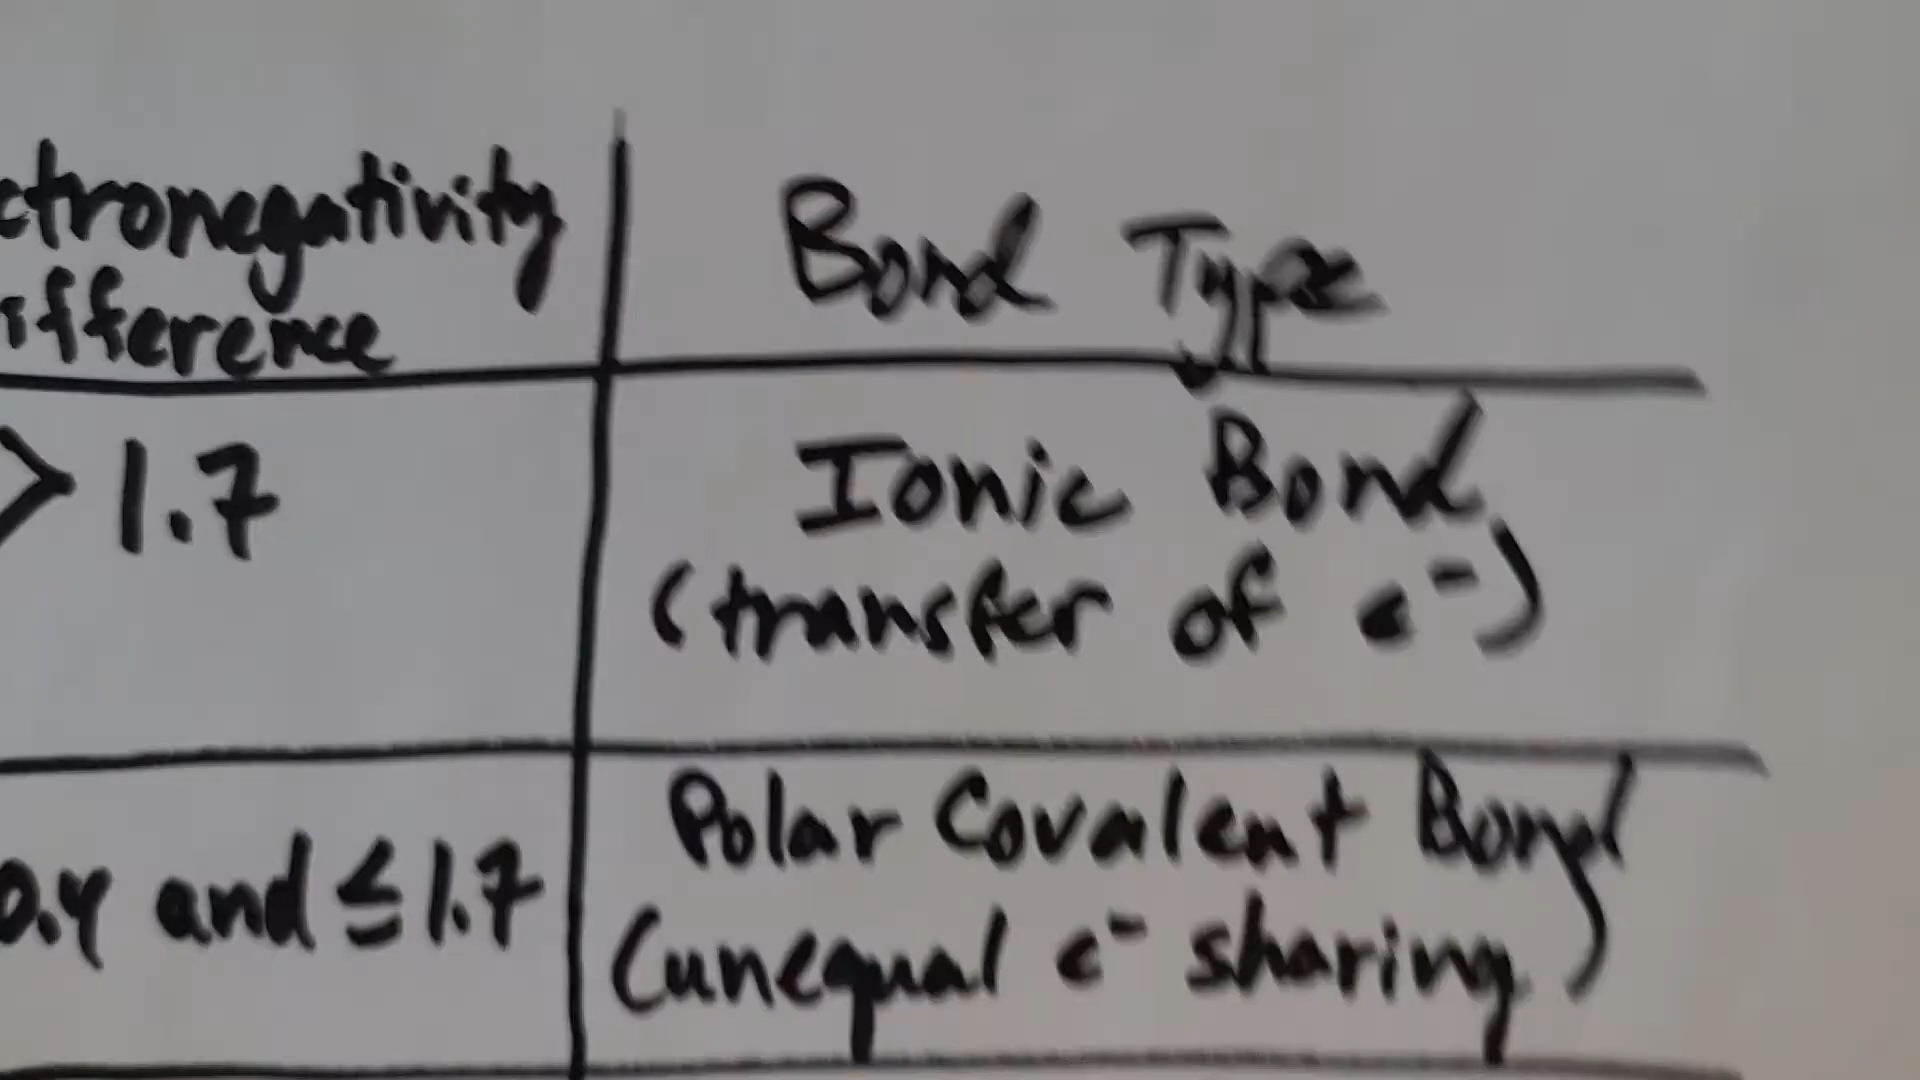 ctronegativity
ifference
Bond Type
> 1.7
Ionic Bond
(transfer of e⁻)
0.4 and ≤ 1.7
Polar Covalent Bond
(unequal e⁻ sharing)